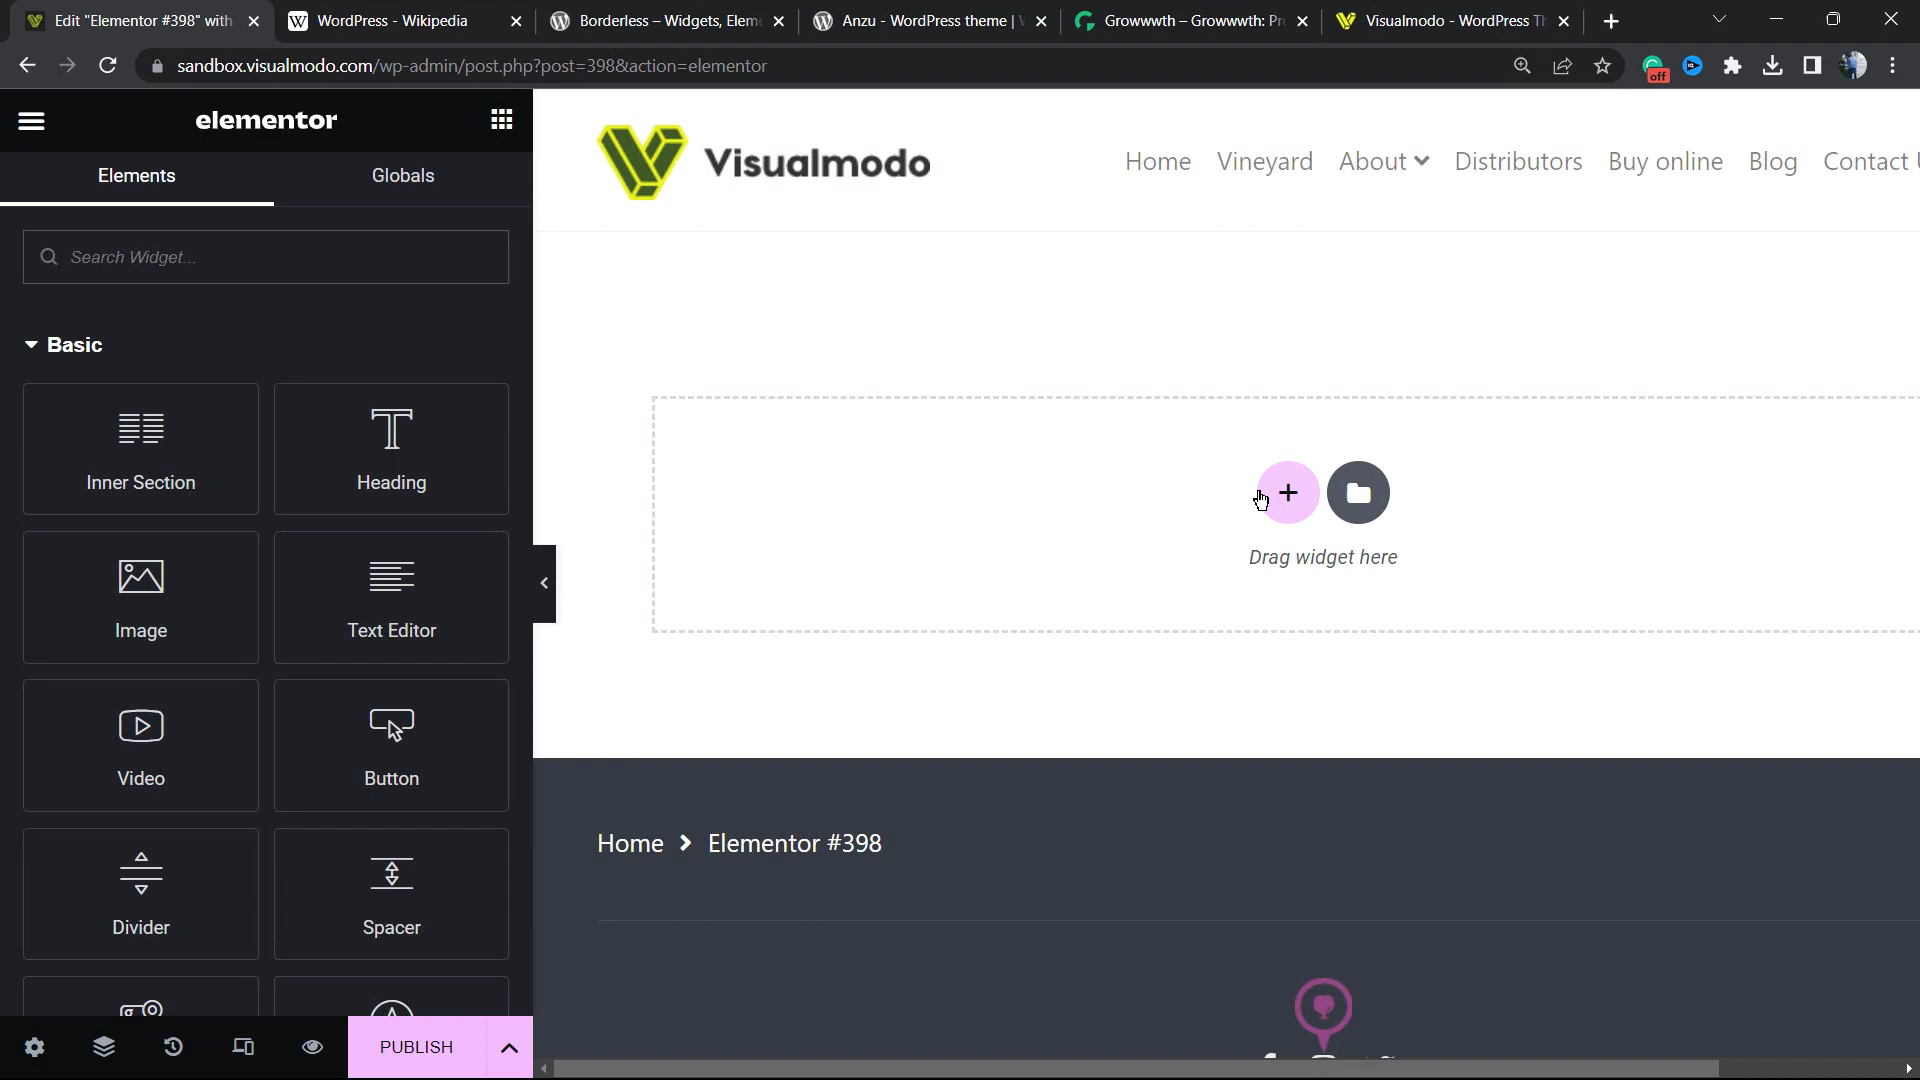 Edit "Elementor #398" with
WordPress - Wikipedia
Borderless – Widgets, Elem
Anzu - WordPress theme |
Growwwth – Growwwth: Pr
Visualmodo - WordPress Th
sandbox.visualmodo.com/wp-admin/post.php?post=398&action=elementor
off
elementor
Elements
Globals
Search Widget...
Basic
Inner Section
Heading
Image
Text Editor
Video
Button
Divider
Spacer
PUBLISH
Visualmodo
Home
Vineyard
About
Distributors
Buy online
Blog
Contact
Drag widget here
Home
Elementor #398